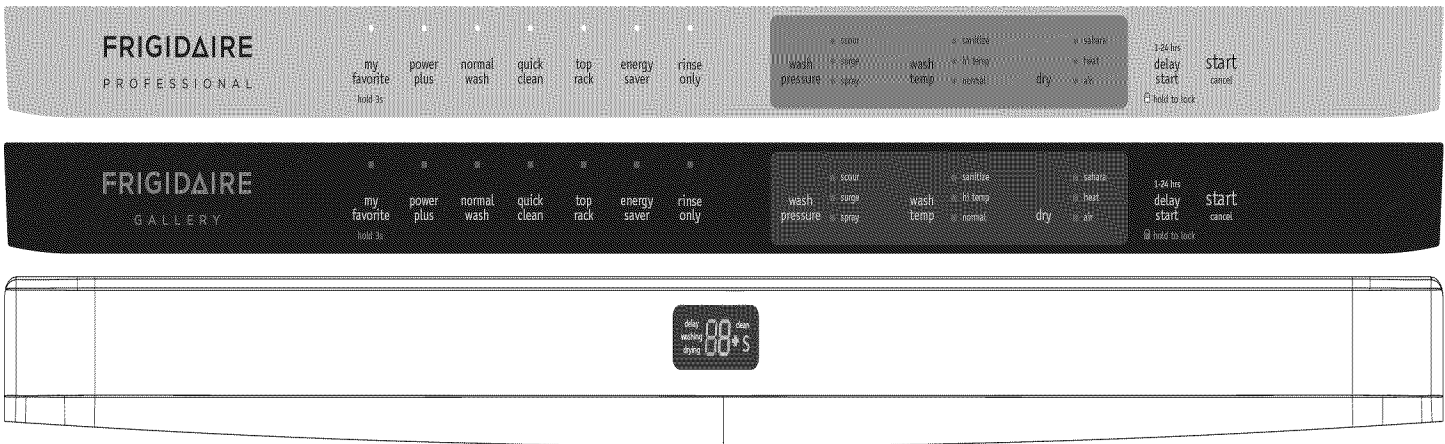 FRIGIDAIRE
PROFESSIONAL
my
favorite
hold 3s
power
plus
normal
wash
quick
clean
top
rack
energy
saver
rinse
only
wash
pressure
scour
surge
spray
wash
temp
sanitize
hi temp
normal
dry
sahara
heat
air
1-24 hrs
delay
start
hold to lock
start
cancel
FRIGIDAIRE
GALLERY
my
favorite
hold 3s
power
plus
normal
wash
quick
clean
top
rack
energy
saver
rinse
only
wash
pressure
scour
surge
spray
wash
temp
sanitize
hi temp
normal
dry
sahara
heat
air
1-24 hrs
delay
start
hold to lock
start
cancel
delay
washing
drying
88
clean
S